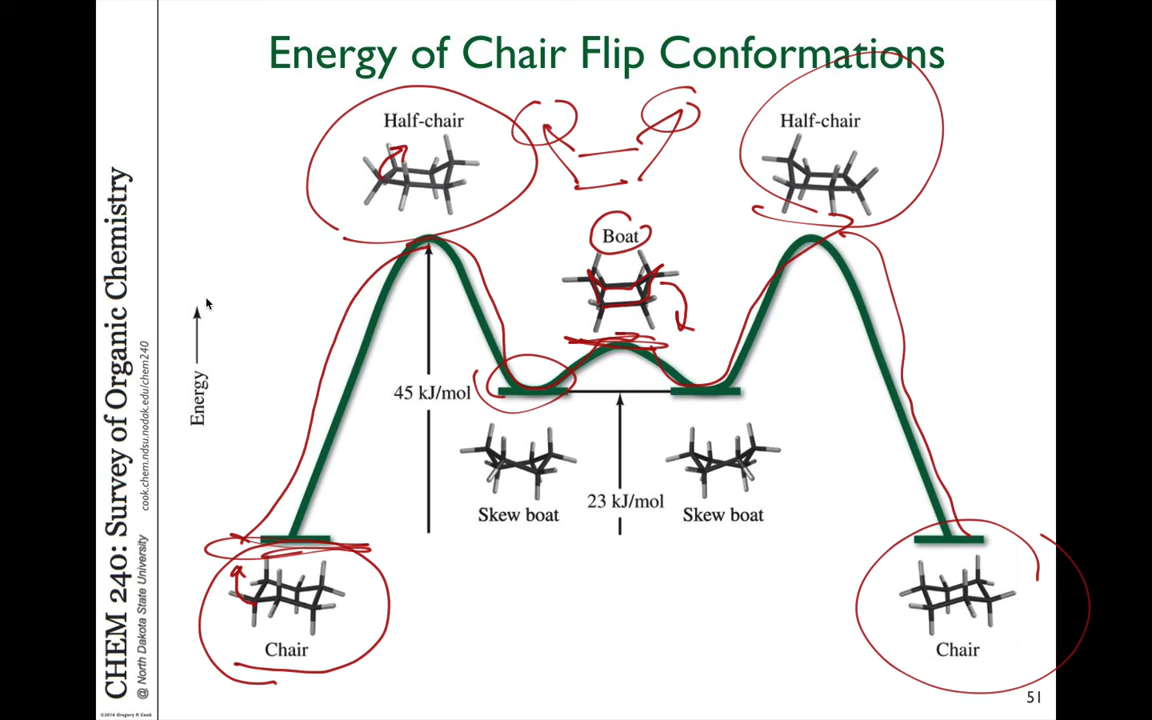 Energy of Chair Flip Conformations
Half-chair
Half-chair
Boat
Energy
45 kJ/mol
23 kJ/mol
Skew boat
Skew boat
Chair
Chair
CHEM 240: Survey of Organic Chemistry
@ North Dakota State University
cook.chem.ndsu.nodak.edu/chem240
©2016 Gregory R Cook
51